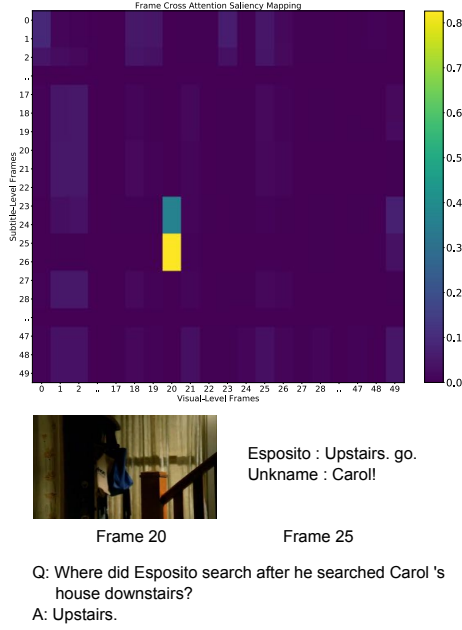 Frame Cross Attention Saliency Mapping
0
1
2
..
17
18
19
20
21
22
23
24
25
26
27
28
..
47
48
49
Subtitle-Level Frames
0 1 2 .. 17 18 19 20 21 22 23 24 25 26 27 28 .. 47 48 49
Visual-Level Frames
0.8
0.7
0.6
0.5
0.4
0.3
0.2
0.1
0.0
Esposito : Upstairs. go.
Unkname : Carol!
Frame 20
Frame 25
Q: Where did Esposito search after he searched Carol 's
house downstairs?
A: Upstairs.